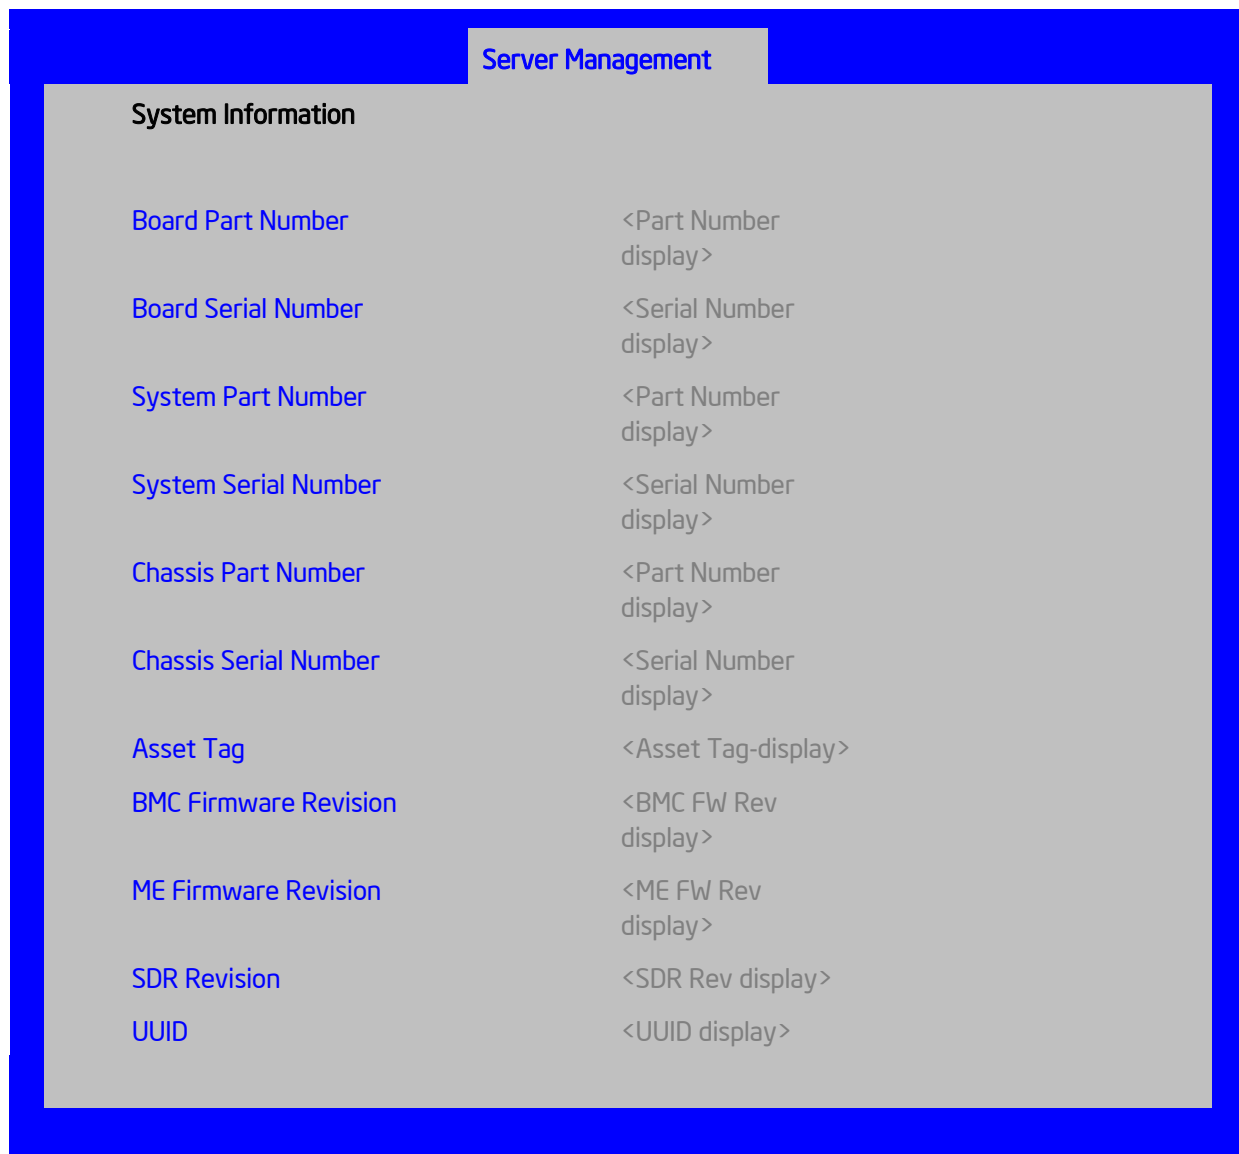 Server Management
System Information
Board Part Number <Part Number
display>
Board Serial Number <Serial Number
display>
System Part Number <Part Number
display>
System Serial Number <Serial Number
display>
Chassis Part Number <Part Number
display>
Chassis Serial Number <Serial Number
display>
Asset Tag <Asset Tag-display>
BMC Firmware Revision <BMC FW Rev
display>
ME Firmware Revision <ME FW Rev
display>
SDR Revision <SDR Rev display>
UUID <UUID display>